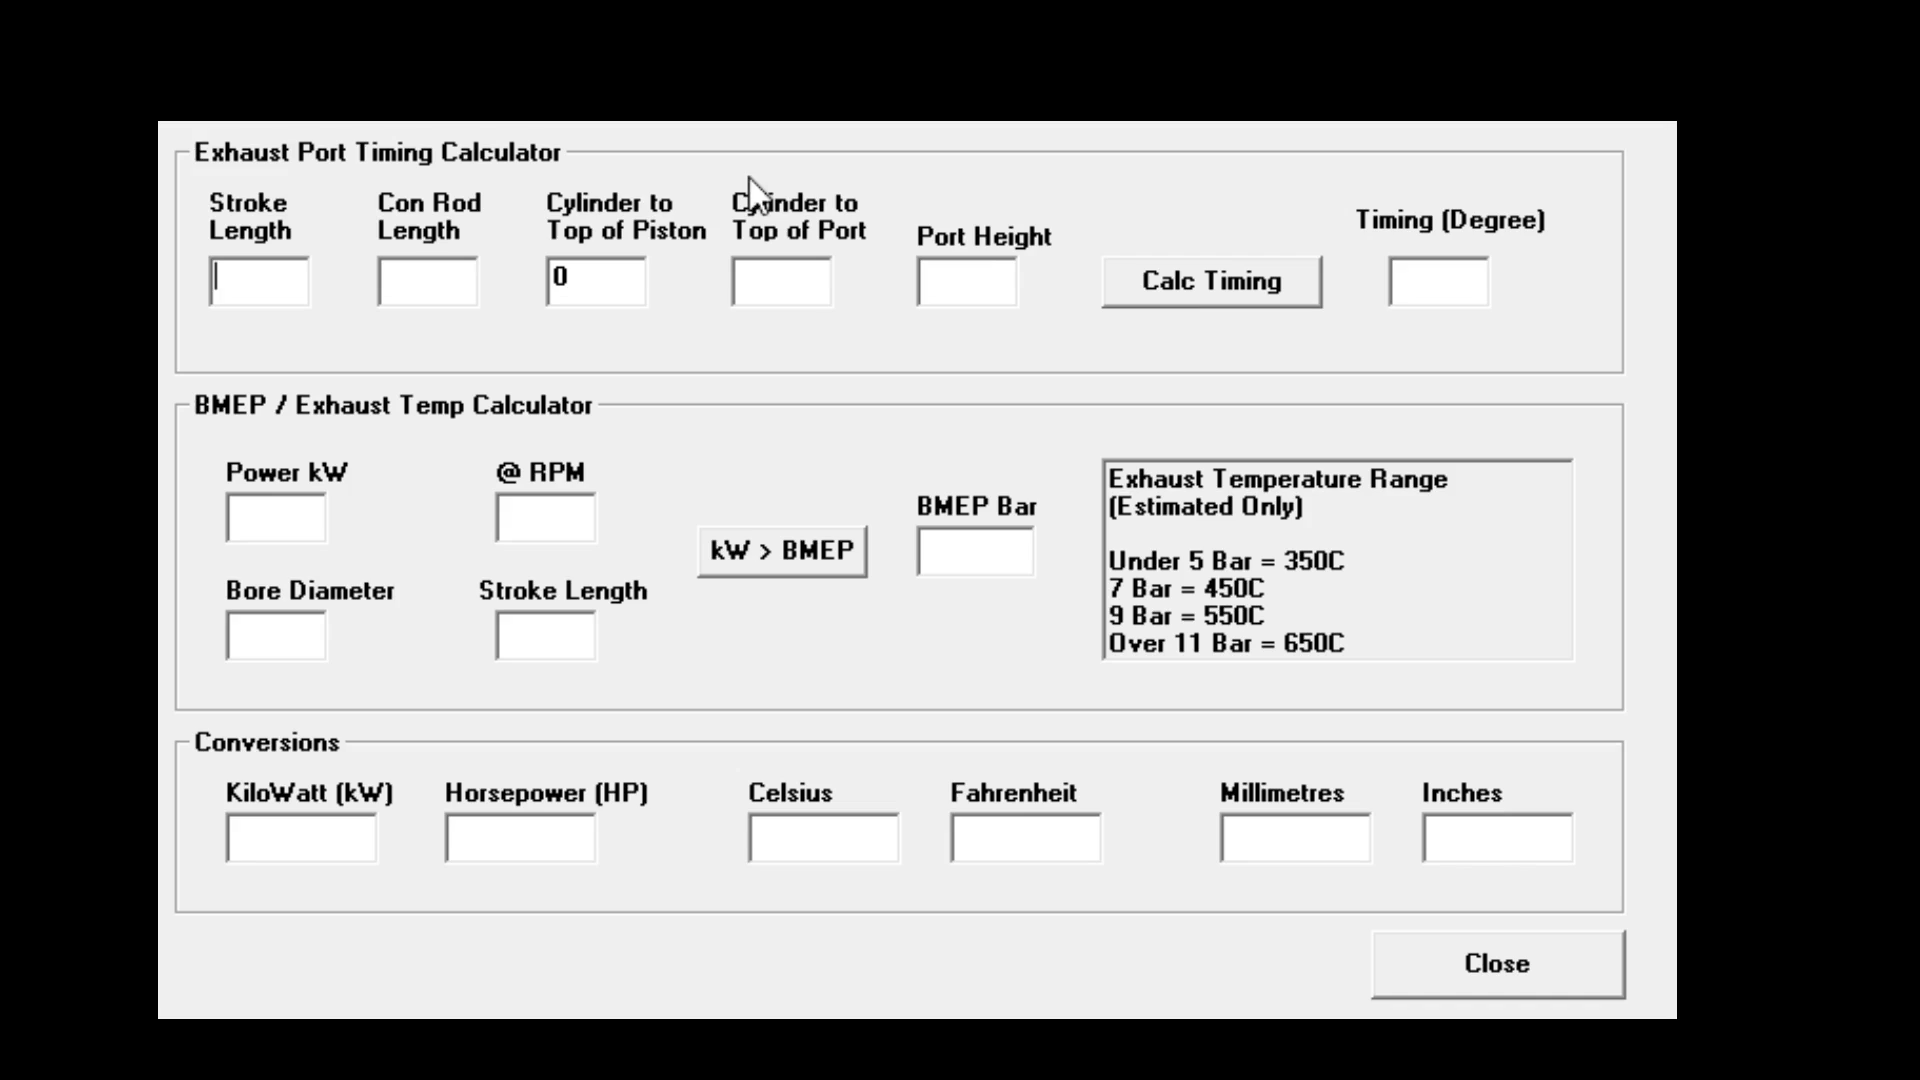 Exhaust Port Timing Calculator
Stroke Length
Con Rod Length
Cylinder to Top of Piston
Cylinder to Top of Port
Port Height
Timing (Degree)
0
Calc Timing
BMEP / Exhaust Temp Calculator
Power kW
@ RPM
Bore Diameter
Stroke Length
kW > BMEP
BMEP Bar
Exhaust Temperature Range
(Estimated Only)
Under 5 Bar = 350C
7 Bar = 450C
9 Bar = 550C
Over 11 Bar = 650C
Conversions
KiloWatt (kW)
Horsepower (HP)
Celsius
Fahrenheit
Millimetres
Inches
Close